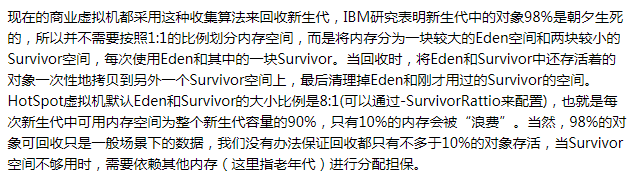 现在的商业虚拟机都采用这种收集算法来回收新生代，IBM研究表明新生代中的对象98%是朝夕生死
的，所以并不需要按照1:1的比例划分内存空间，而是将内存分为一块较大的Eden空间和两块较小的
Survivor空间，每次使用Eden和其中的一块Survivor。当回收时，将Eden和Survivor中还存活着的
对象一次性地拷贝到另外一个Survivor空间上，最后清理掉Eden和刚才用过的Survivor的空间。
HotSpot虚拟机默认Eden和Survivor的大小比例是8:1(可以通过-SurvivorRattio来配置)，也就是每
次新生代中可用内存空间为整个新生代容量的90%，只有10%的内存会被“浪费”。当然，98%的对
象可回收只是一般场景下的数据，我们没有办法保证回收都只有不多于10%的对象存活，当Survivor
空间不够用时，需要依赖其他内存（这里指老年代）进行分配担保。